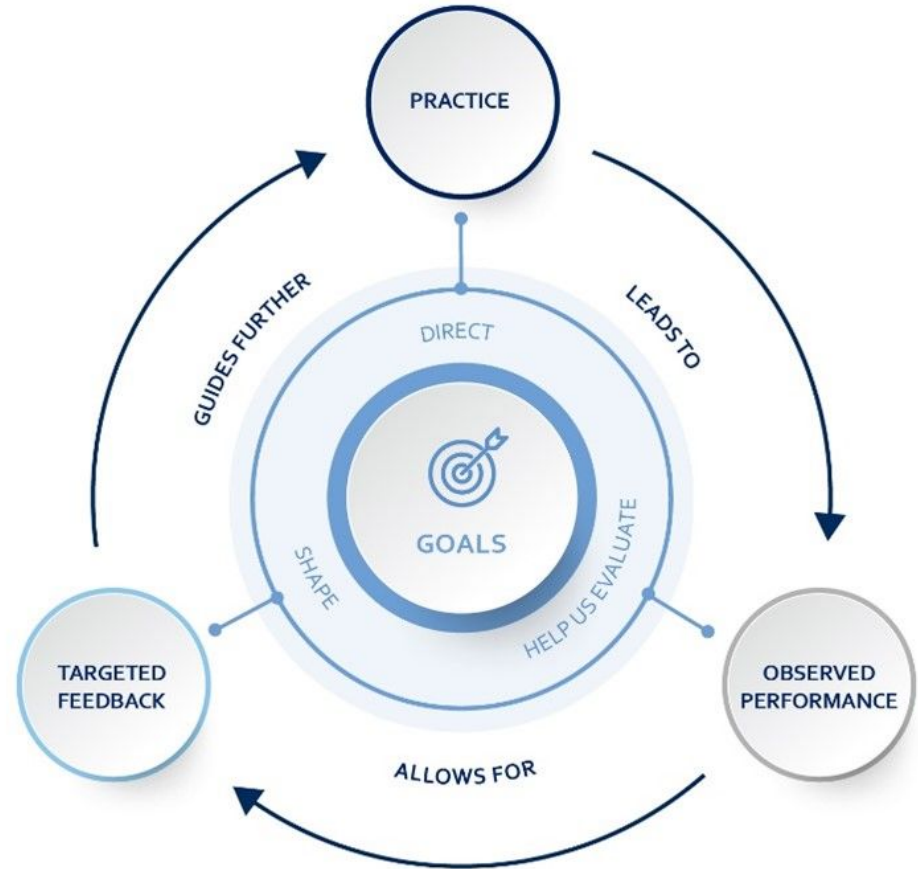 PRACTICE
GUIDES FURTHER
LEADS TO
DIRECT
GOALS
SHAPE
HELP US EVALUATE
TARGETED
FEEDBACK
OBSERVED
PERFORMANCE
ALLOWS FOR